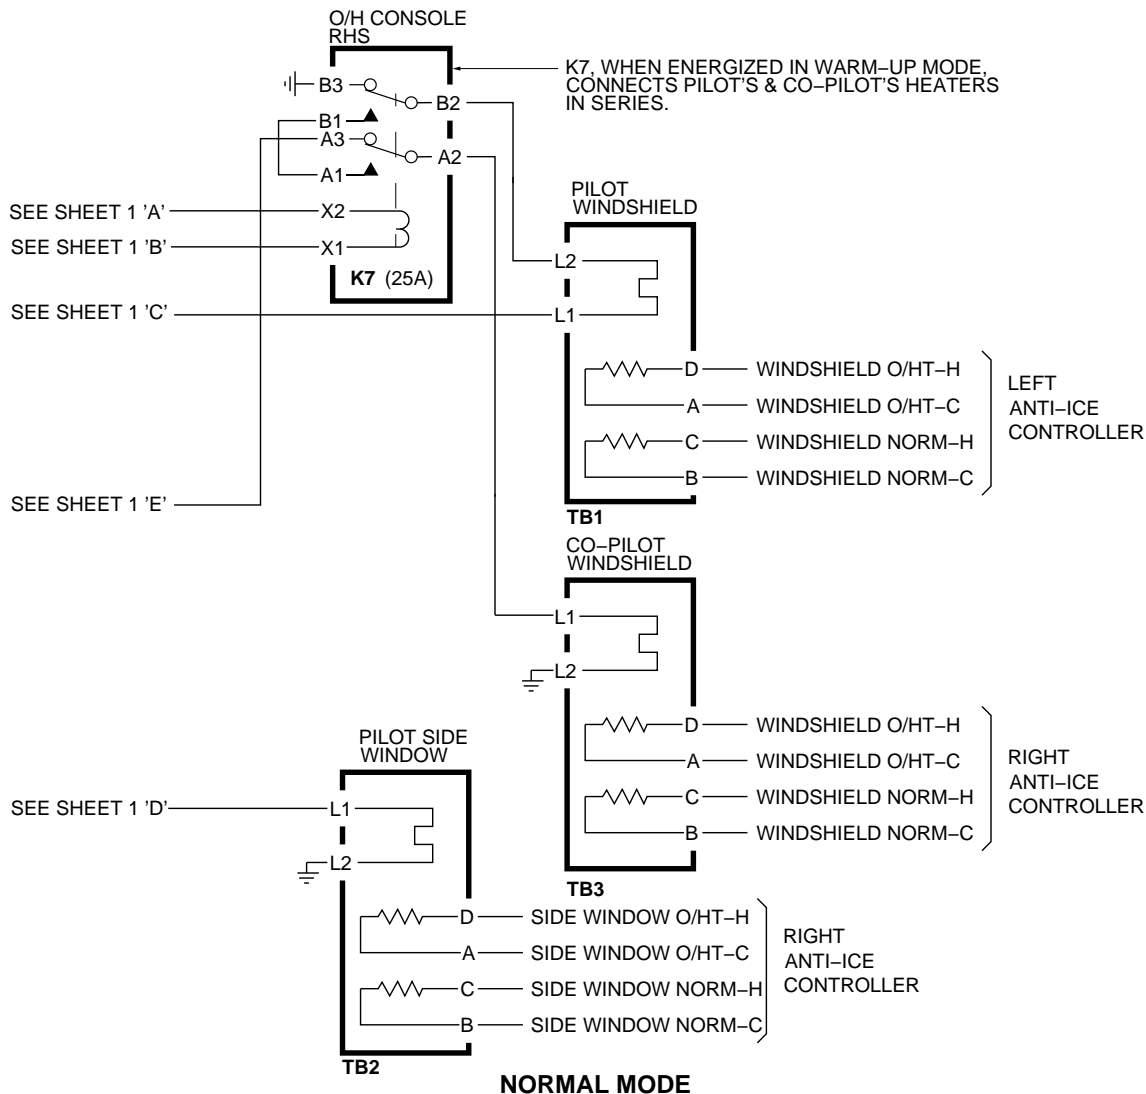 O/H CONSOLE
RHS
K7, WHEN ENERGIZED IN WARM–UP MODE,
CONNECTS PILOT'S & CO–PILOT'S HEATERS
IN SERIES.
B3
B2
B1
A3
A2
A1
SEE SHEET 1 'A'
X2
SEE SHEET 1 'B'
X1
K7 (25A)
SEE SHEET 1 'C'
PILOT
WINDSHIELD
L2
L1
D
WINDSHIELD O/HT–H
A
WINDSHIELD O/HT–C
C
WINDSHIELD NORM–H
B
WINDSHIELD NORM–C
LEFT
ANTI–ICE
CONTROLLER
SEE SHEET 1 'E'
TB1
CO–PILOT
WINDSHIELD
L1
L2
D
WINDSHIELD O/HT–H
A
WINDSHIELD O/HT–C
C
WINDSHIELD NORM–H
B
WINDSHIELD NORM–C
RIGHT
ANTI–ICE
CONTROLLER
TB3
PILOT SIDE
WINDOW
SEE SHEET 1 'D'
L1
L2
D
SIDE WINDOW O/HT–H
A
SIDE WINDOW O/HT–C
C
SIDE WINDOW NORM–H
B
SIDE WINDOW NORM–C
RIGHT
ANTI–ICE
CONTROLLER
TB2
NORMAL MODE